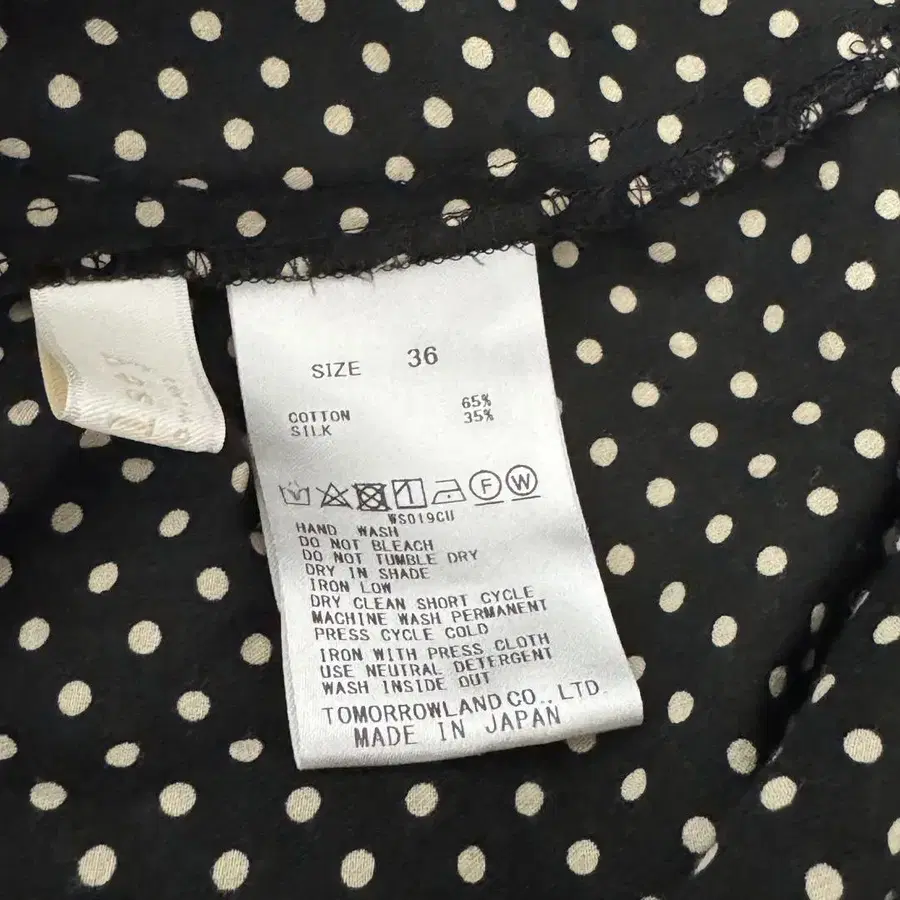 SIZE 36
COTTON 65%
SILK 35%
F W
WS019CU
HAND WASH
DO NOT BLEACH
DO NOT TUMBLE DRY
DRY IN SHADE
IRON LOW
DRY CLEAN SHORT CYCLE
MACHINE WASH PERMANENT
PRESS CYCLE COLD
IRON WITH PRESS CLOTH
USE NEUTRAL DETERGENT
WASH INSIDE OUT
TOMORROWLAND CO., LTD.
MADE IN JAPAN